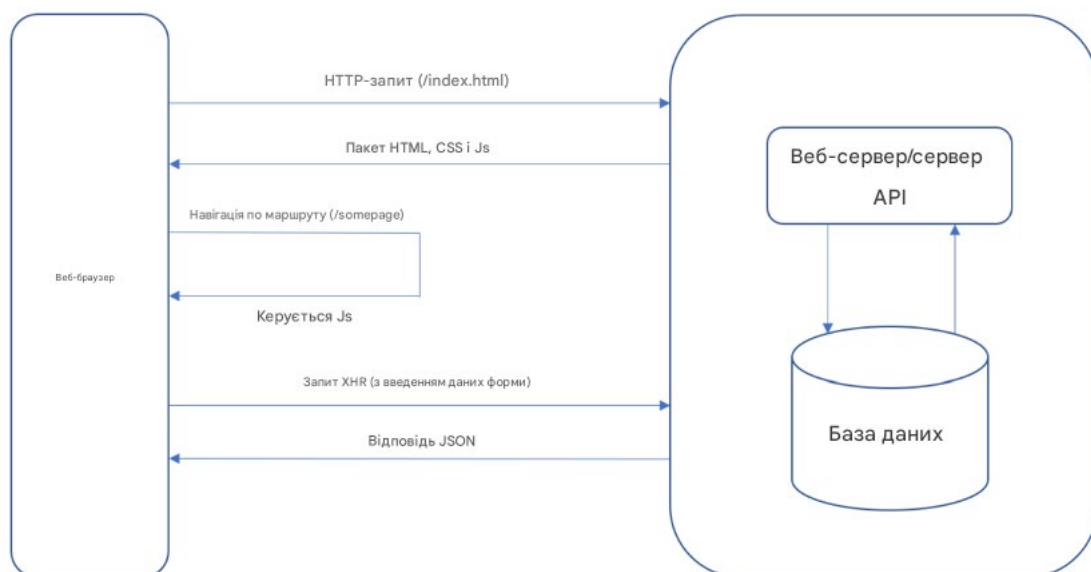 HTTP-запит (/index.html)
Пакет HTML, CSS і Js
Навігація по маршруту (/somepage)
Веб-браузер
Керується Js
Запит XHR (з введенням даних форми)
Відповідь JSON
Веб-сервер/сервер
API
База даних